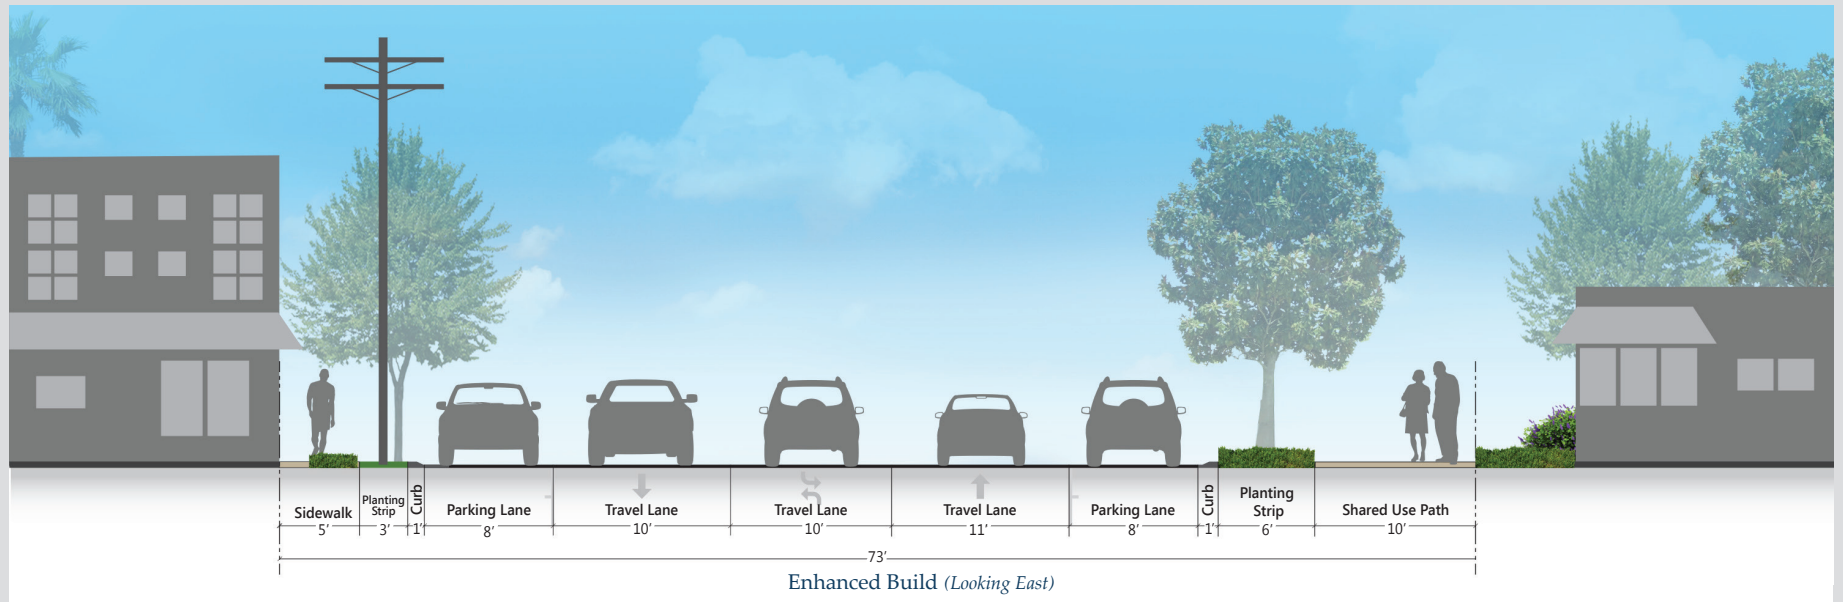 Sidewalk
5'
Planting
Strip
3'
Curb
1'
Parking Lane
8'
Travel Lane
10'
Travel Lane
10'
Travel Lane
11'
Parking Lane
8'
Curb
1'
Planting
Strip
6'
Shared Use Path
10'
73'
Enhanced Build (Looking East)